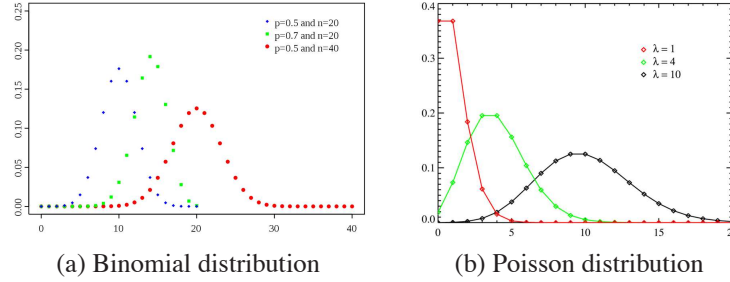 0.25
0.20
0.15
0.10
0.05
0.00
0
10
20
30
40
p=0.5 and n=20
p=0.7 and n=20
p=0.5 and n=40
(a) Binomial distribution
0.4
0.3
0.2
0.1
0.0
0
5
10
15
20
λ = 1
λ = 4
λ = 10
(b) Poisson distribution